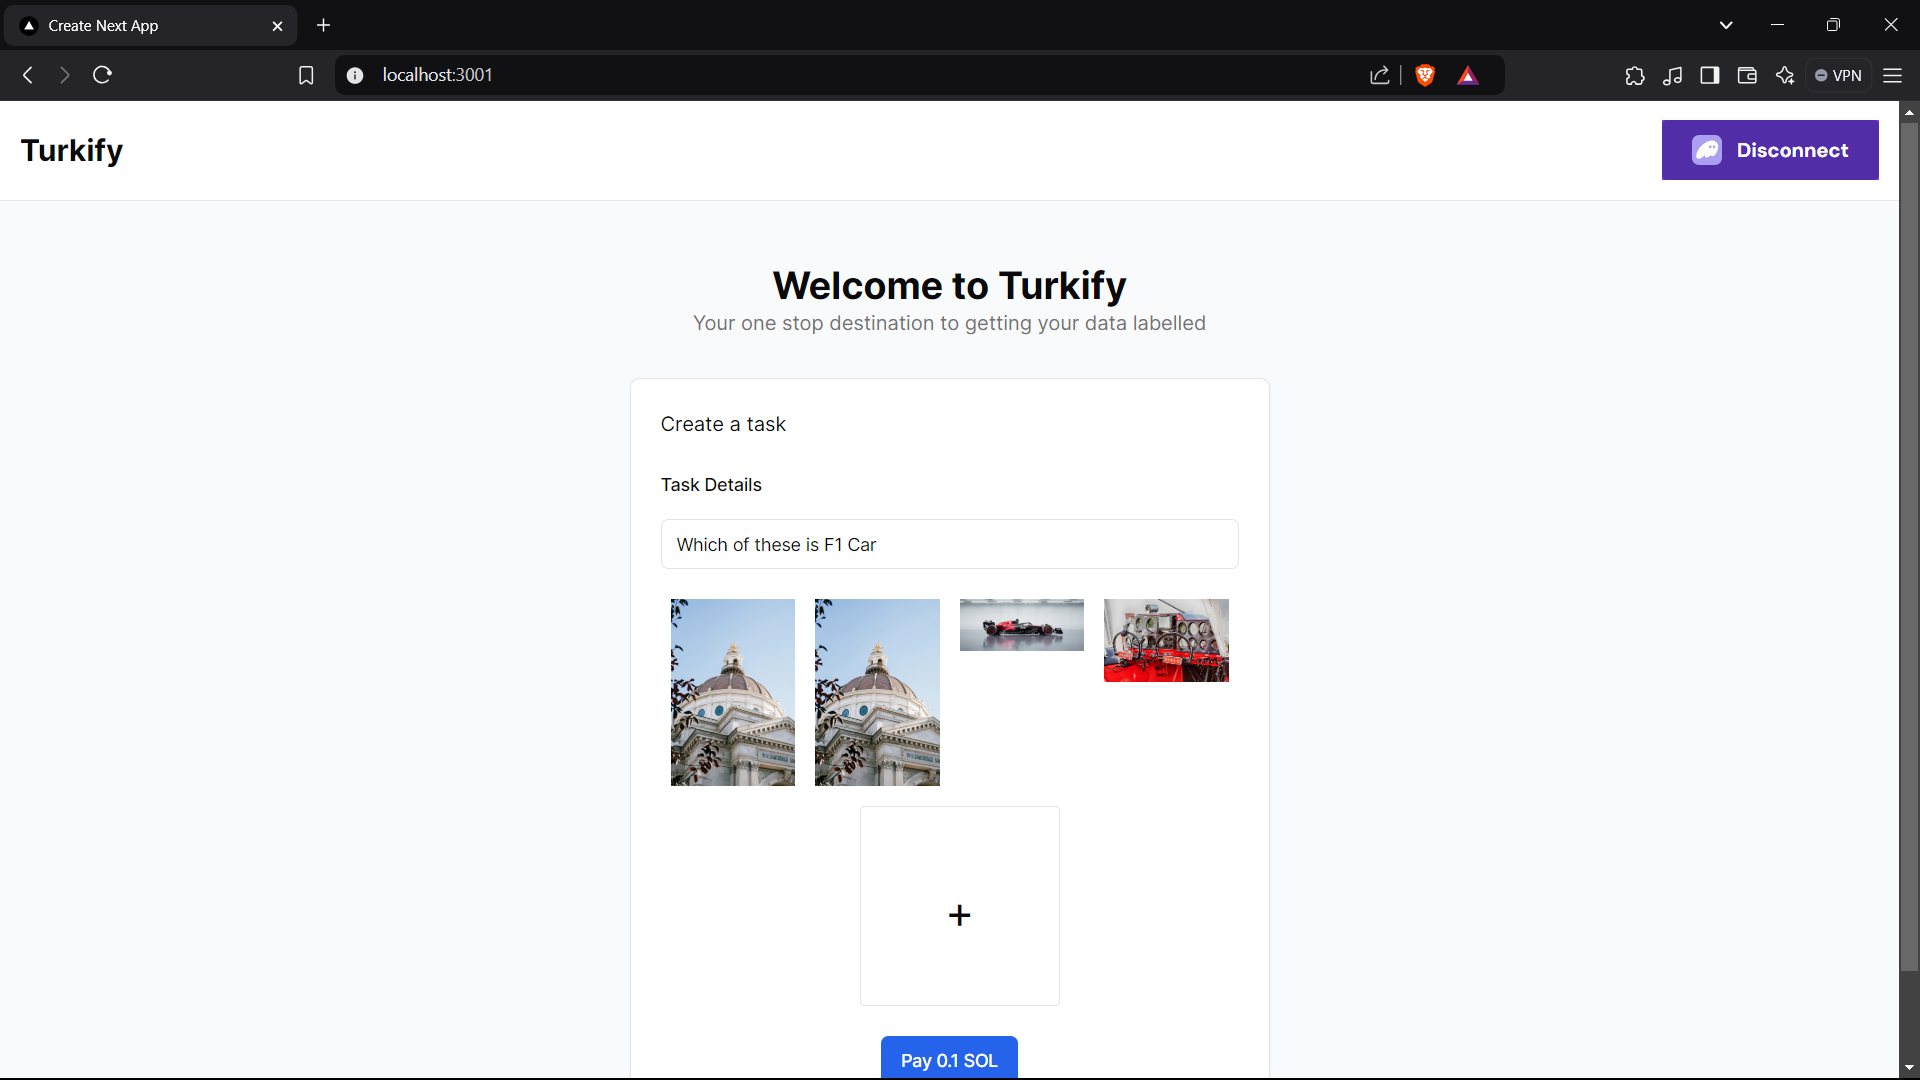 Create Next App
localhost:3001
VPN
Turkify
Disconnect
Welcome to Turkify
Your one stop destination to getting your data labelled
Create a task
Task Details
Which of these is F1 Car
+
Pay 0.1 SOL